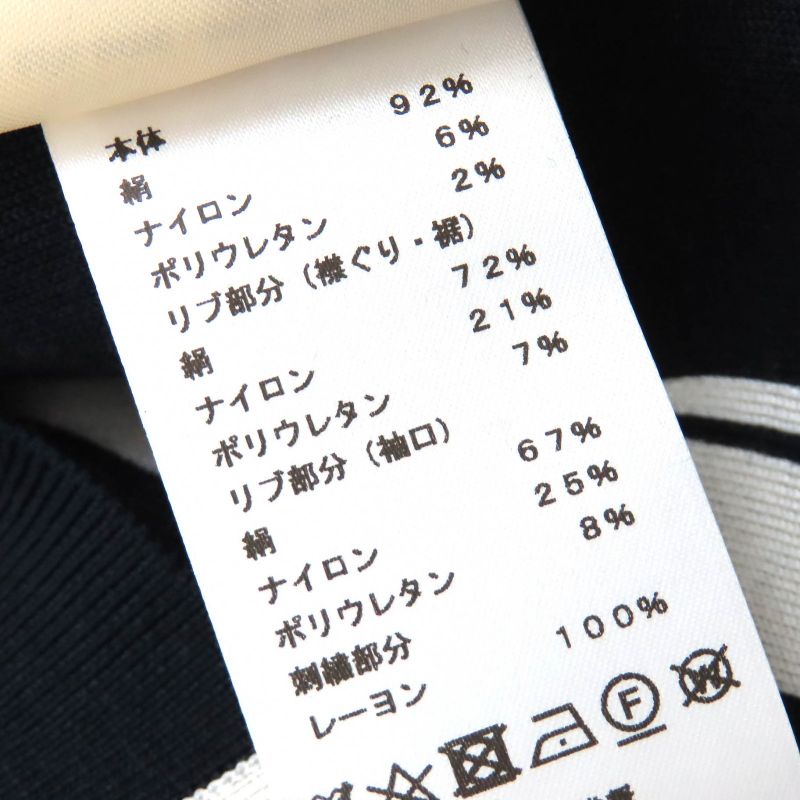 本体
絹 92%
ナイロン 6%
ポリウレタン 2%
リブ部分(襟ぐり・裾)
絹 72%
ナイロン 21%
ポリウレタン 7%
リブ部分(袖口)
絹 67%
ナイロン 25%
ポリウレタン 8%
刺繍部分
レーヨン 100%
F
W